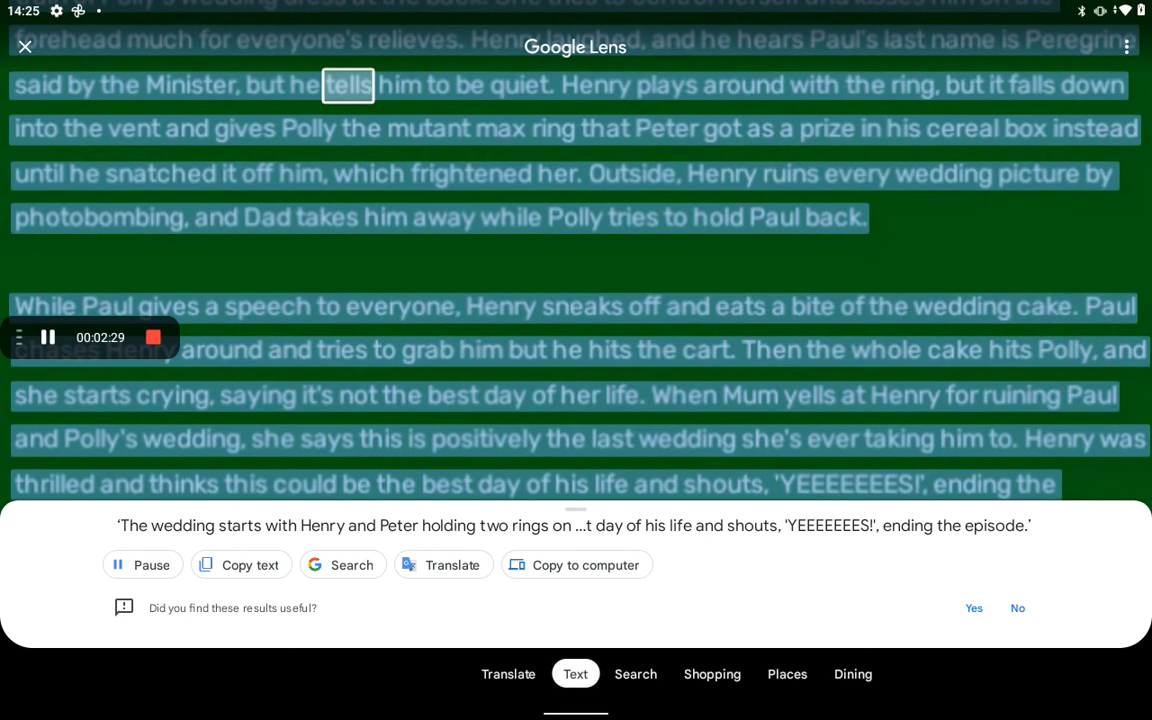 14:25
Google Lens
forehead much for everyone's relieves. Henry laughed, and he hears Paul's last name is Peregrine
said by the Minister, but he tells him to be quiet. Henry plays around with the ring, but it falls down
into the vent and gives Polly the mutant max ring that Peter got as a prize in his cereal box instead
until he snatched it off him, which frightened her. Outside, Henry ruins every wedding picture by
photobombing, and Dad takes him away while Polly tries to hold Paul back.
While Paul gives a speech to everyone, Henry sneaks off and eats a bite of the wedding cake. Paul
00:02:29
chases Henry around and tries to grab him but he hits the cart. Then the whole cake hits Polly, and
she starts crying, saying it's not the best day of her life. When Mum yells at Henry for ruining Paul
and Polly's wedding, she says this is positively the last wedding she's ever taking him to. Henry was
thrilled and thinks this could be the best day of his life and shouts, 'YEEEEEEES!', ending the
‘The wedding starts with Henry and Peter holding two rings on ...t day of his life and shouts, 'YEEEEEEES!', ending the episode.’
Pause Copy text Search Translate Copy to computer
Did you find these results useful? Yes No
Translate Text Search Shopping Places Dining